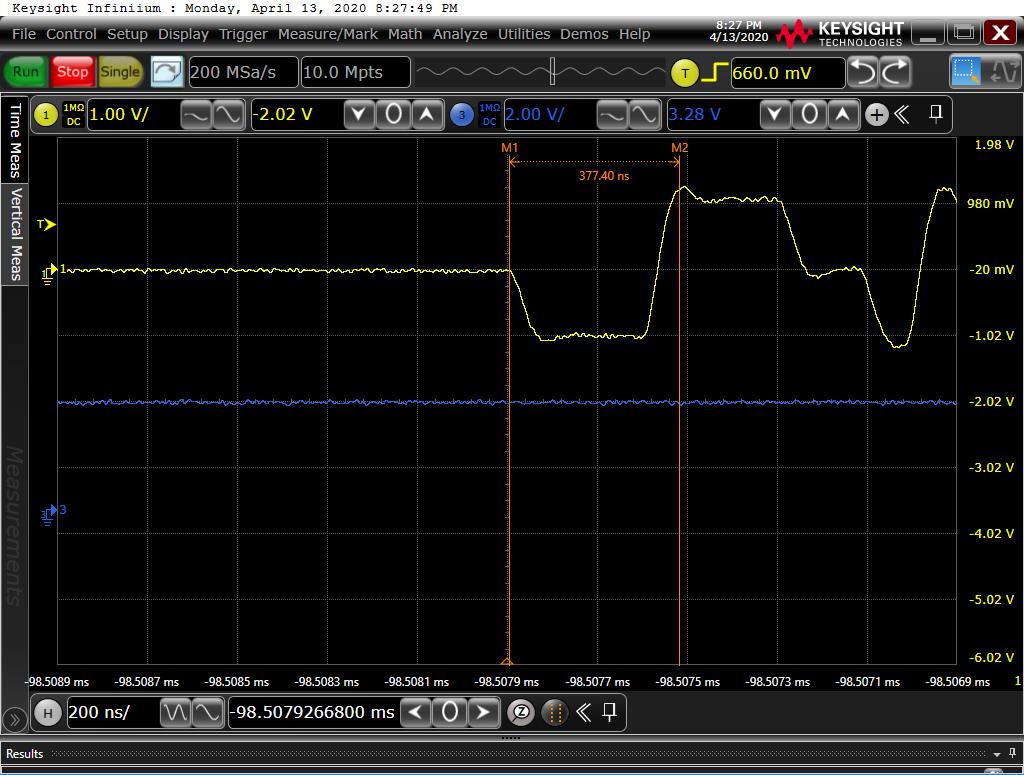 Keysight Infiniium : Monday, April 13, 2020 8:27:49 PM
File Control Setup Display Trigger Measure/Mark Math Analyze Utilities Demos Help
8:27 PM
4/13/2020
KEYSIGHT
TECHNOLOGIES
Run Stop Single 200 MSa/s 10.0 Mpts T 660.0 mV
1 1MΩ DC 1.00 V/ -2.02 V 0 3 1MΩ DC 2.00 V/ 3.28 V 0
Time Meas
Vertical Meas
Measurements
M1 M2
377.40 ns
1.98 V
980 mV
T
1 1 -20 mV
-1.02 V
-2.02 V
-3.02 V
3 3
-4.02 V
-5.02 V
-6.02 V
-98.5089 ms -98.5087 ms -98.5085 ms -98.5083 ms -98.5081 ms -98.5079 ms -98.5077 ms -98.5075 ms -98.5073 ms -98.5071 ms -98.5069 ms 1
H 200 ns/ -98.5079266800 ms 0 Z
Results